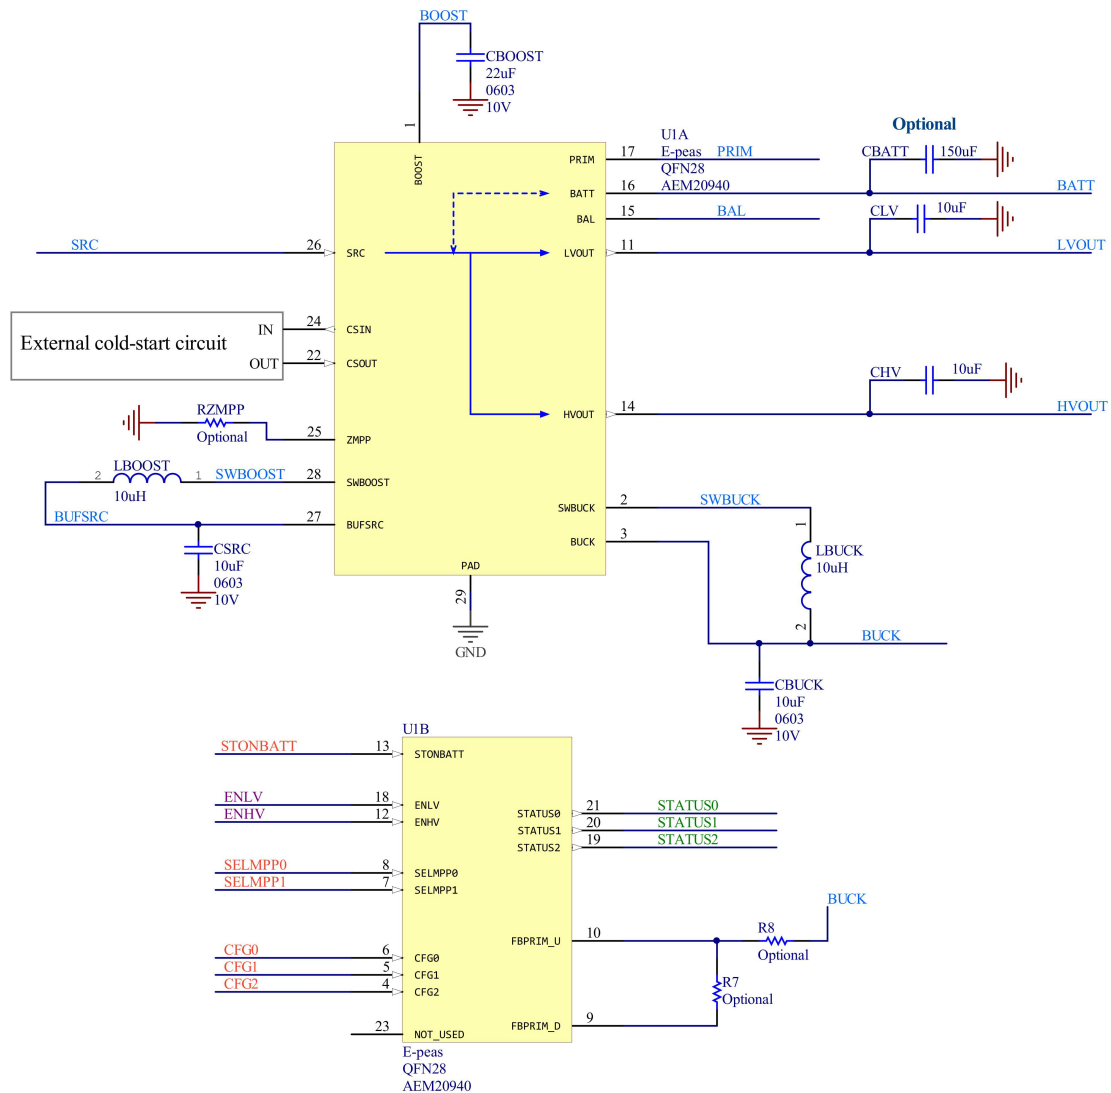 BOOST
CBOOST
22uF
0603
10V
1
BOOST
U1A
E-peas
QFN28
AEM20940
Optional
PRIM
17
PRIM
CBATT
150uF
BATT
16
BATT
BAL
15
BAL
CLV
10uF
SRC
26
SRC
LVOUT
11
LVOUT
External cold-start circuit
IN
24
CSIN
OUT
22
CSOUT
CHV
10uF
HVOUT
14
HVOUT
RZMPP
Optional
25
ZMPP
LBOOST
10uH
2
1
SWBOOST
28
SWBOOST
BUFSRC
27
BUFSRC
CSRC
10uF
0603
10V
SWBUCK
2
SWBUCK
BUCK
3
1
LBUCK
10uH
2
BUCK
PAD
29
GND
CBUCK
10uF
0603
10V
U1B
STONBATT
13
STONBATT
ENLV
18
ENLV
ENHV
12
ENHV
STATUS0
21
STATUS0
STATUS1
20
STATUS1
STATUS2
19
STATUS2
SELMPP0
8
SELMPP0
SELMPP1
7
SELMPP1
BUCK
FBPRIM_U
10
R8
Optional
CFG0
6
CFG0
CFG1
5
CFG1
CFG2
4
CFG2
R7
Optional
FBPRIM_D
9
23
NOT_USED
E-peas
QFN28
AEM20940